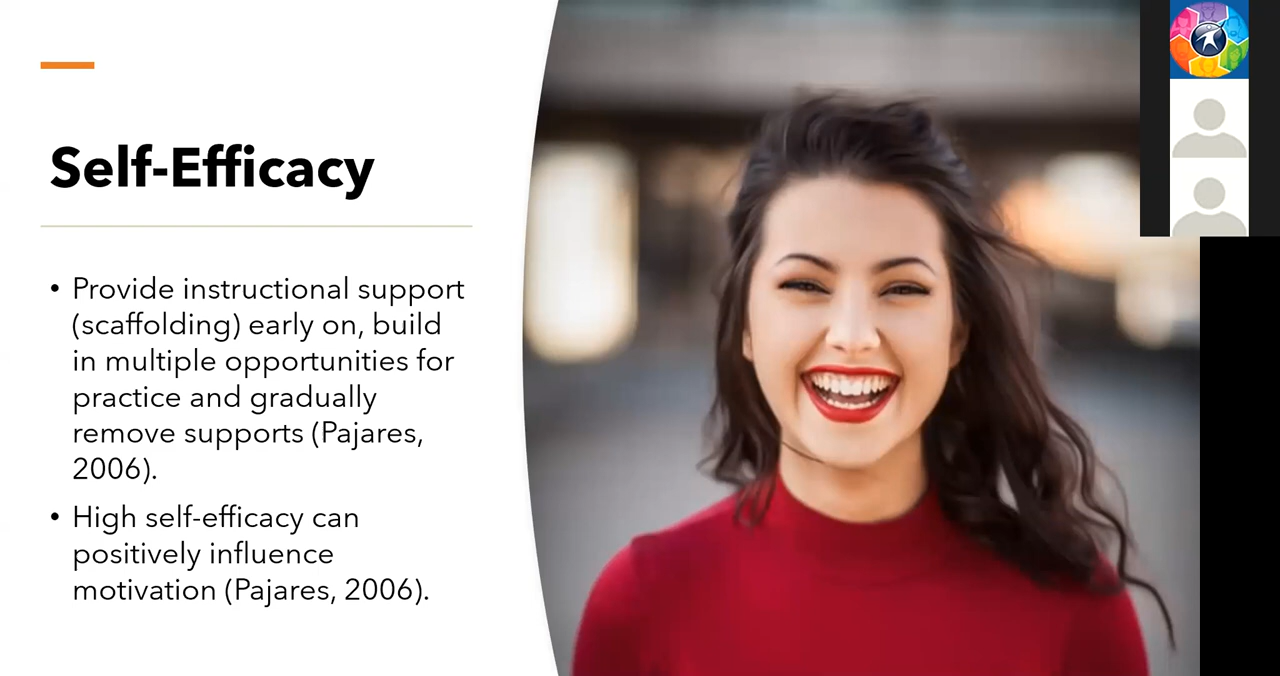 Self-Efficacy
• Provide instructional support
(scaffolding) early on, build
in multiple opportunities for
practice and gradually
remove supports (Pajares,
2006).
• High self-efficacy can
positively influence
motivation (Pajares, 2006).